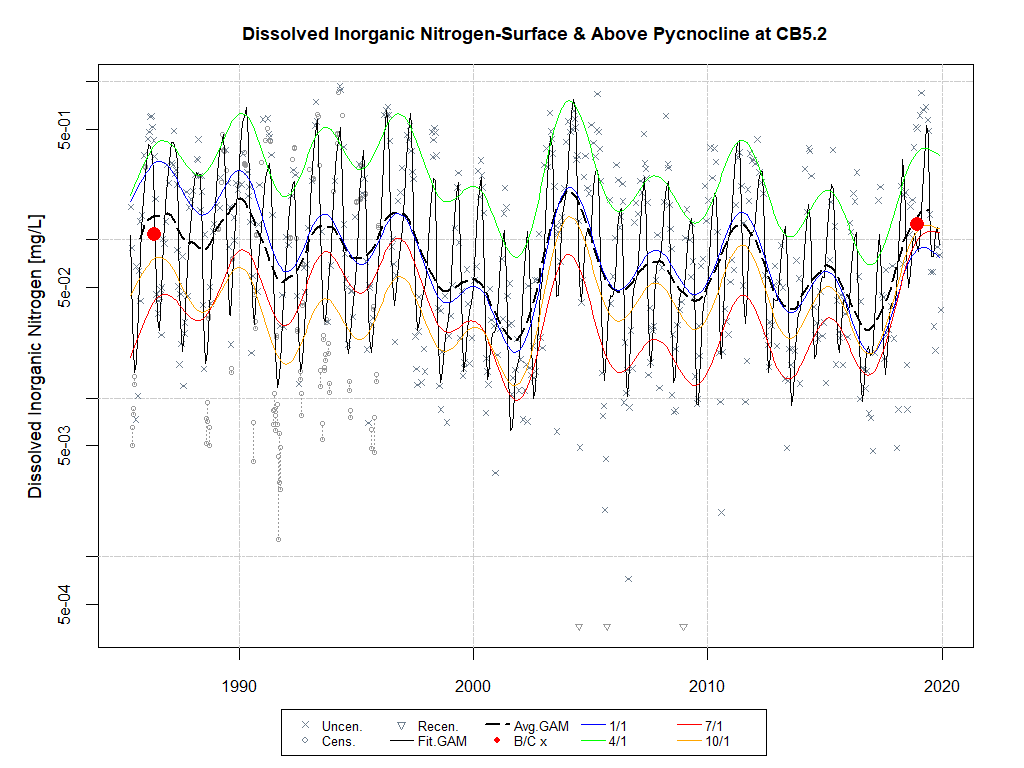 Dissolved Inorganic Nitrogen-Surface & Above Pycnocline at CB5.2
Dissolved Inorganic Nitrogen [mg/L]
5e-01
5e-02
5e-03
5e-04
1990 2000 2010 2020
Uncen. Recen. Avg.GAM 1/1 7/1
Cens. Fit.GAM B/C x 4/1 10/1